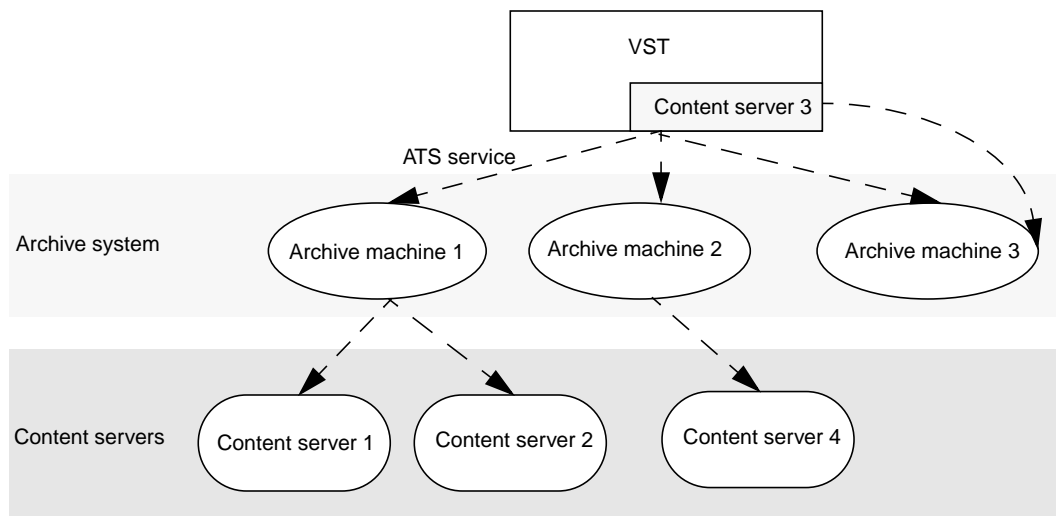 VST
Content server 3
ATS service
Archive system
Archive machine 1
Archive machine 2
Archive machine 3
Content servers
Content server 1
Content server 2
Content server 4